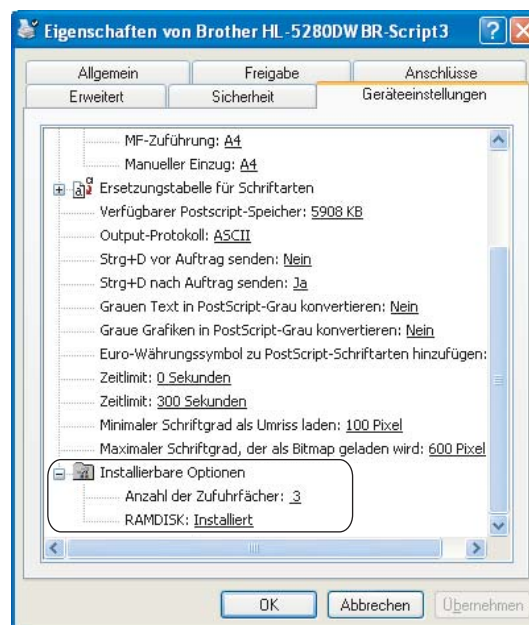 Eigenschaften von Brother HL-5280DW BR-Script3
Allgemein Freigabe Anschlüsse
Erweitert Sicherheit Geräteeinstellungen
MF-Zuführung: A4
Manueller Einzug: A4
Ersetzungstabelle für Schriftarten
Verfügbarer Postscript-Speicher: 5908 KB
Output-Protokoll: ASCII
Strg+D vor Auftrag senden: Nein
Strg+D nach Auftrag senden: Ja
Grauen Text in PostScript-Grau konvertieren: Nein
Graue Grafiken in PostScript-Grau konvertieren: Nein
Euro-Währungssymbol zu PostScript-Schriftarten hinzufügen:
Zeitlimit: 0 Sekunden
Zeitlimit: 300 Sekunden
Minimaler Schriftgrad als Umriss laden: 100 Pixel
Maximaler Schriftgrad, der als Bitmap geladen wird: 600 Pixel
Installierbare Optionen
Anzahl der Zufuhrfächer: 3
RAMDISK: Installiert
OK Abbrechen Übernehmen